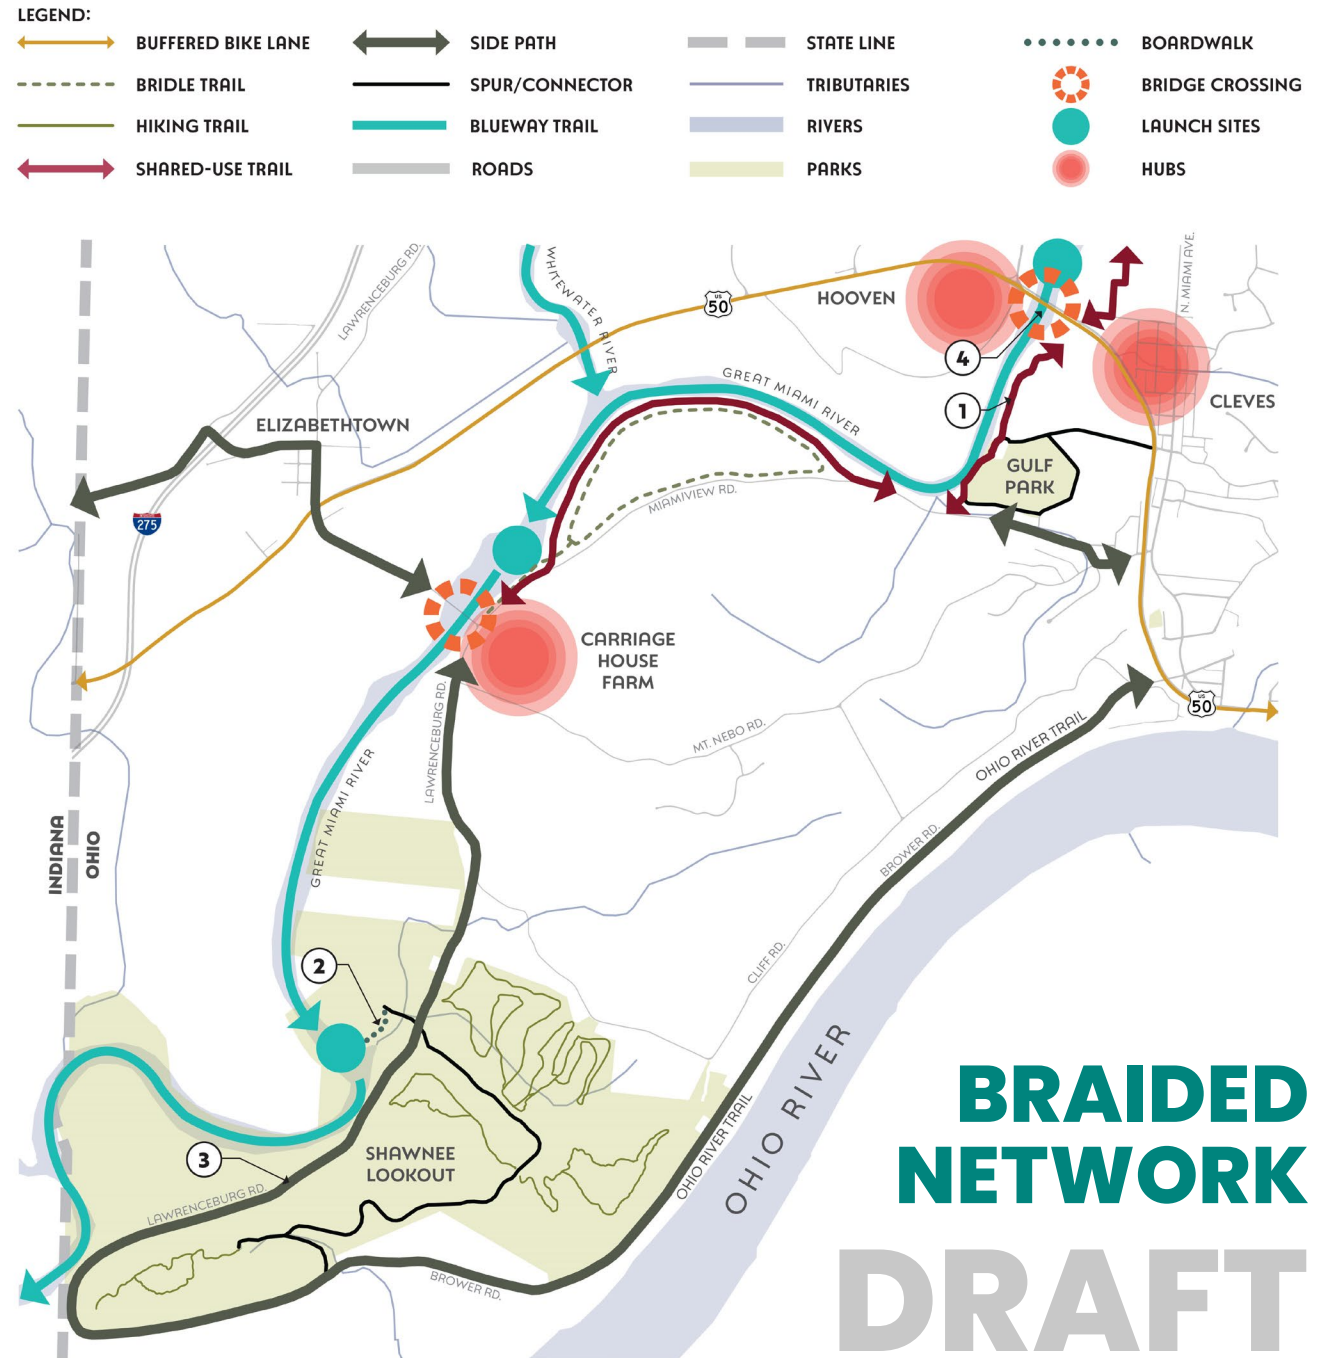 LEGEND:
BUFFERED BIKE LANE
SIDE PATH
STATE LINE
BOARDWALK
BRIDLE TRAIL
SPUR/CONNECTOR
TRIBUTARIES
BRIDGE CROSSING
HIKING TRAIL
BLUEWAY TRAIL
RIVERS
LAUNCH SITES
SHARED-USE TRAIL
ROADS
PARKS
HUBS
LAWRENCEBURG RD.
WHITEWATER RIVER
US
50
HOOVEN
N. MIAMI AVE.
4
GREAT MIAMI RIVER
1
CLEVES
ELIZABETHTOWN
GULF
PARK
MIAMIVIEW RD.
275
CARRIAGE
HOUSE
FARM
LAWRENCEBURG RD.
MT. NEBO RD.
US
50
OHIO RIVER TRAIL
GREAT MIAMI RIVER
INDIANA
OHIO
BROWER RD.
CLIFF RD.
2
OHIO RIVER
OHIO RIVER TRAIL
3
SHAWNEE
LOOKOUT
LAWRENCEBURG RD.
BROWER RD.
BRAIDED
NETWORK
DRAFT